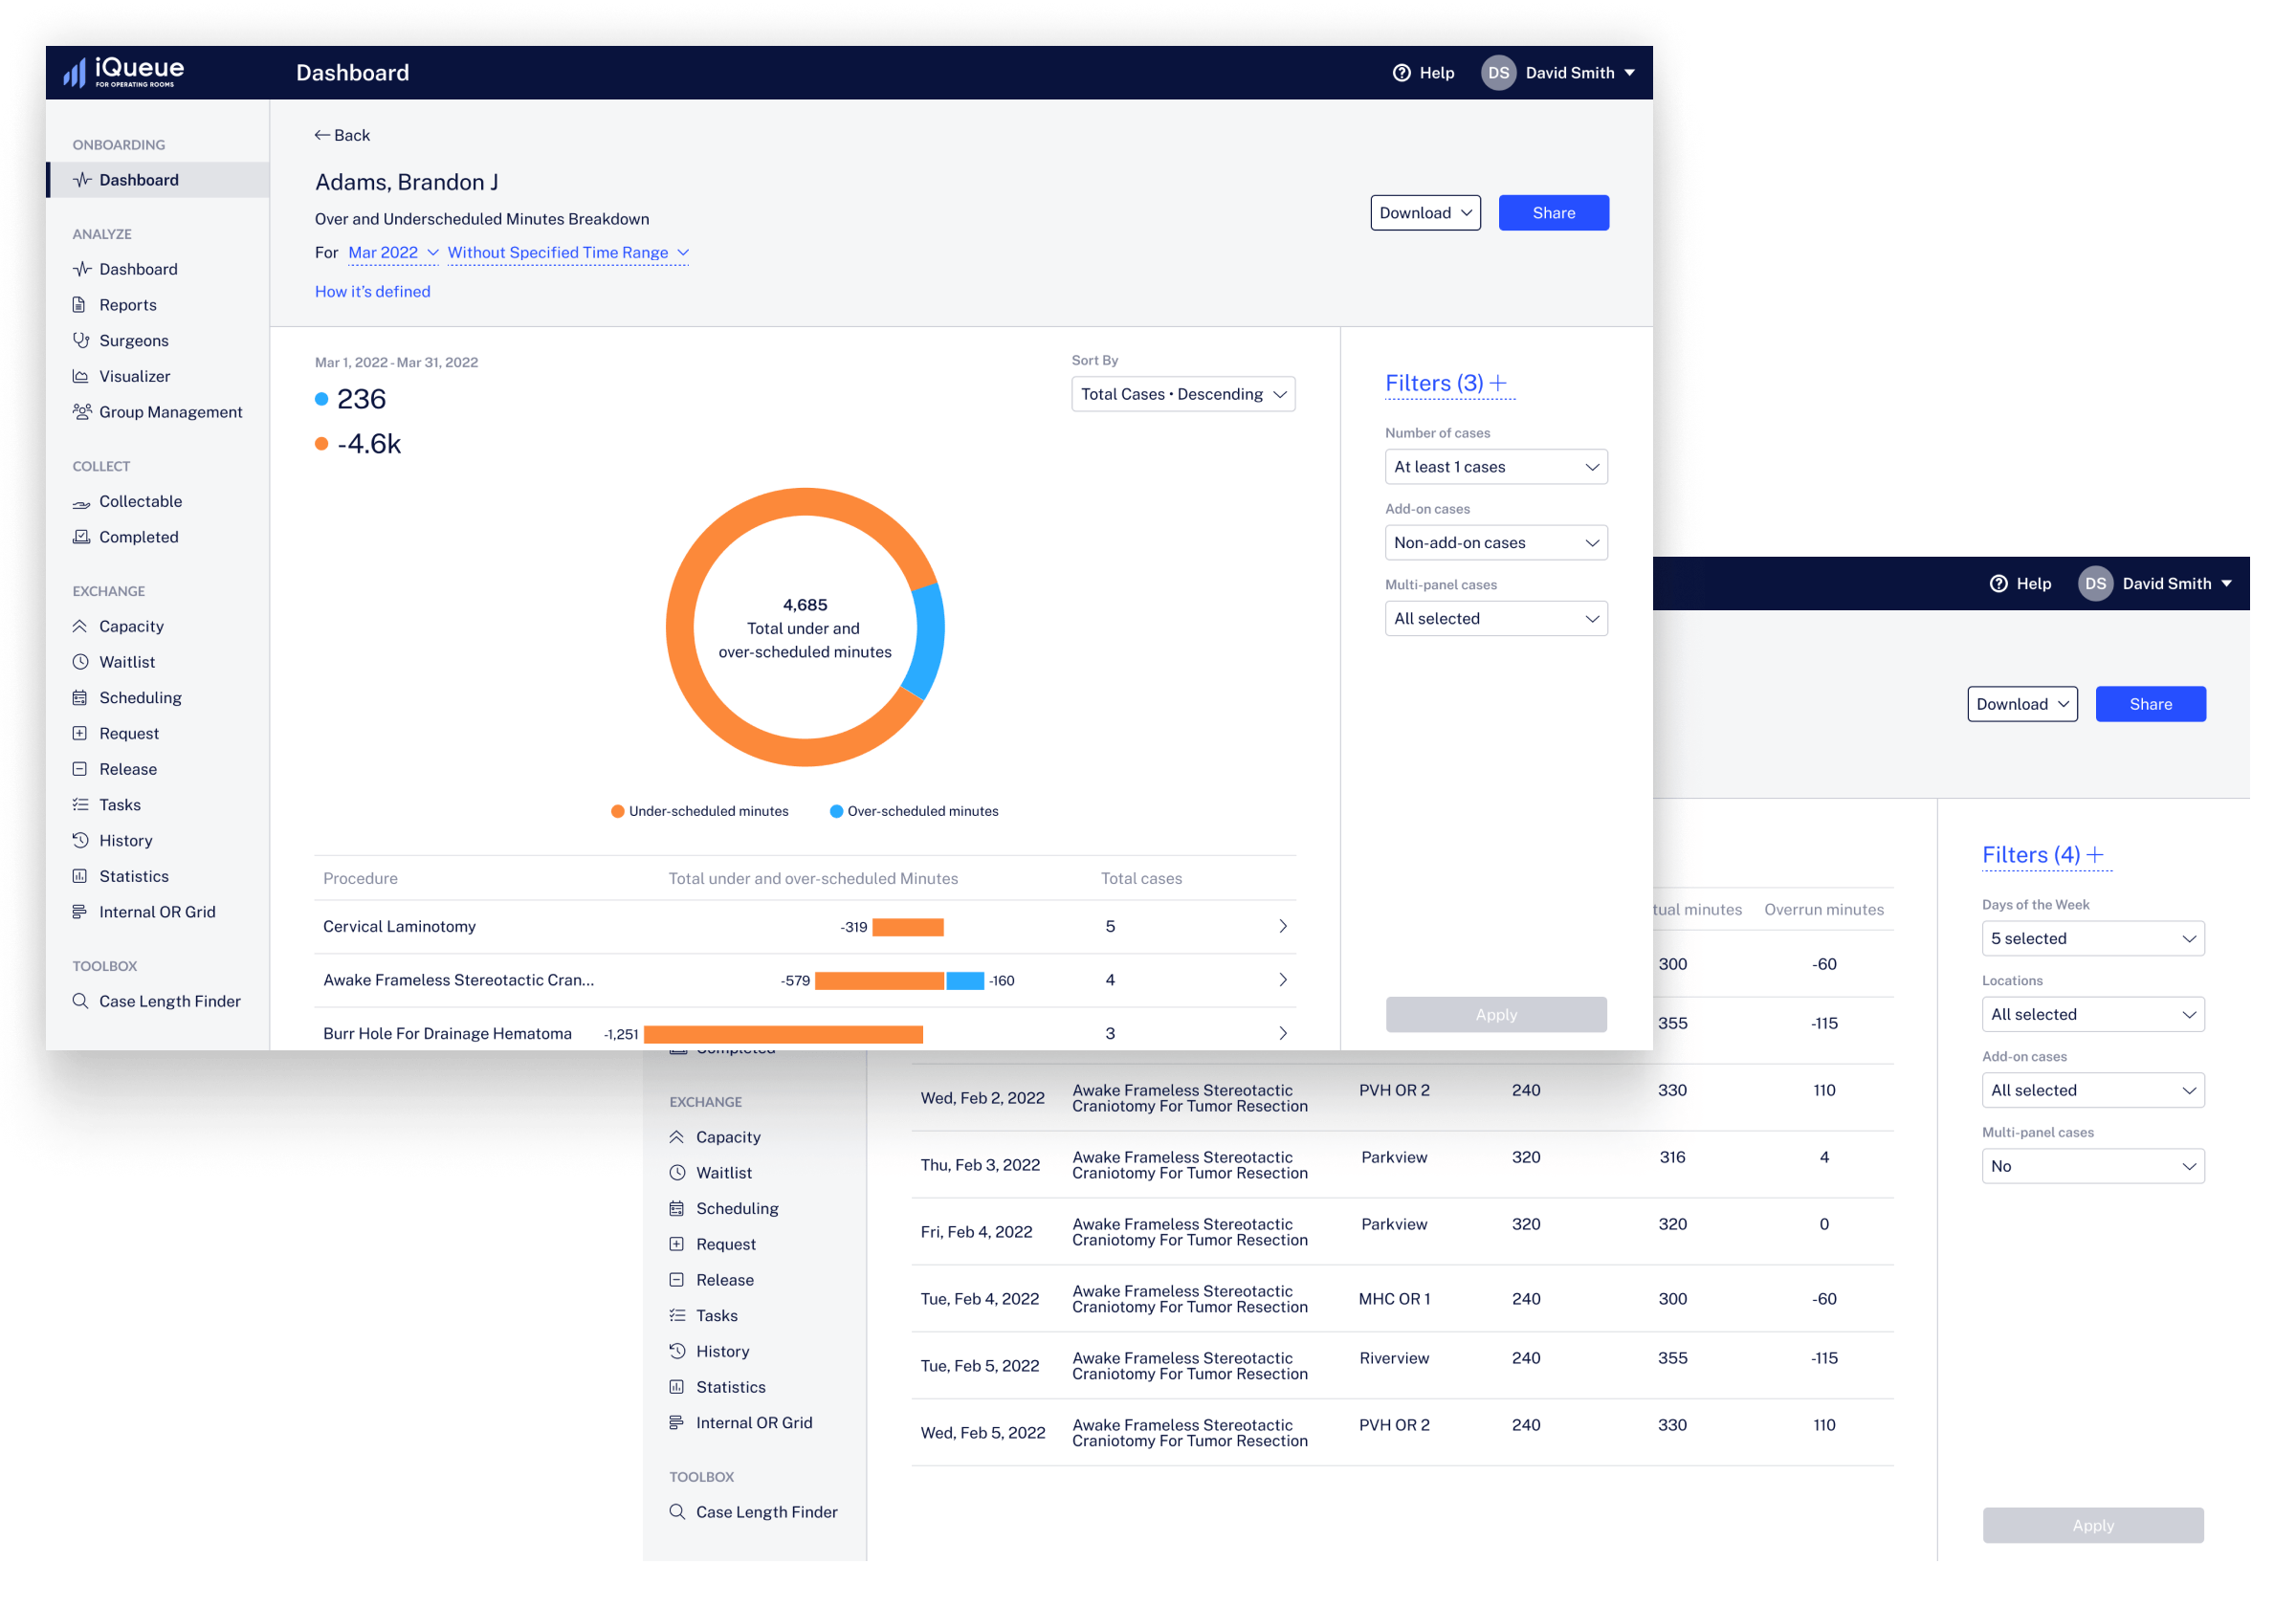 iQueue
FOR OPERATING ROOMS
Dashboard
Help
DS
David Smith
ONBOARDING
Dashboard
ANALYZE
Dashboard
Reports
Surgeons
Visualizer
Group Management
COLLECT
Collectable
Completed
EXCHANGE
Capacity
Waitlist
Scheduling
Request
Release
Tasks
History
Statistics
Internal OR Grid
TOOLBOX
Case Length Finder
Back
Adams, Brandon J
Over and Underscheduled Minutes Breakdown
For Mar 2022 Without Specified Time Range
How it's defined
Download
Share
Mar 1, 2022 - Mar 31, 2022
236
-4.6k
Sort By
Total Cases • Descending
4,685
Total under and
over-scheduled minutes
Under-scheduled minutes
Over-scheduled minutes
Procedure Total under and over-scheduled Minutes Total cases
Cervical Laminotomy -319 5
Awake Frameless Stereotactic Cran... -579 -160 4
Burr Hole For Drainage Hematoma -1,251 3
Filters (3)
Number of cases
At least 1 cases
Add-on cases
Non-add-on cases
Multi-panel cases
All selected
Apply
Help
DS
David Smith
Download
Share
Completed
EXCHANGE
Capacity
Waitlist
Scheduling
Request
Release
Tasks
History
Statistics
Internal OR Grid
TOOLBOX
Case Length Finder
tual minutes Overrun minutes
300 -60
355 -115
Wed, Feb 2, 2022 Awake Frameless Stereotactic PVH OR 2 240 330 110
Craniotomy For Tumor Resection
Thu, Feb 3, 2022 Awake Frameless Stereotactic Parkview 320 316 4
Craniotomy For Tumor Resection
Fri, Feb 4, 2022 Awake Frameless Stereotactic Parkview 320 320 0
Craniotomy For Tumor Resection
Tue, Feb 4, 2022 Awake Frameless Stereotactic MHC OR 1 240 300 -60
Craniotomy For Tumor Resection
Tue, Feb 5, 2022 Awake Frameless Stereotactic Riverview 240 355 -115
Craniotomy For Tumor Resection
Wed, Feb 5, 2022 Awake Frameless Stereotactic PVH OR 2 240 330 110
Craniotomy For Tumor Resection
Filters (4)
Days of the Week
5 selected
Locations
All selected
Add-on cases
All selected
Multi-panel cases
No
Apply